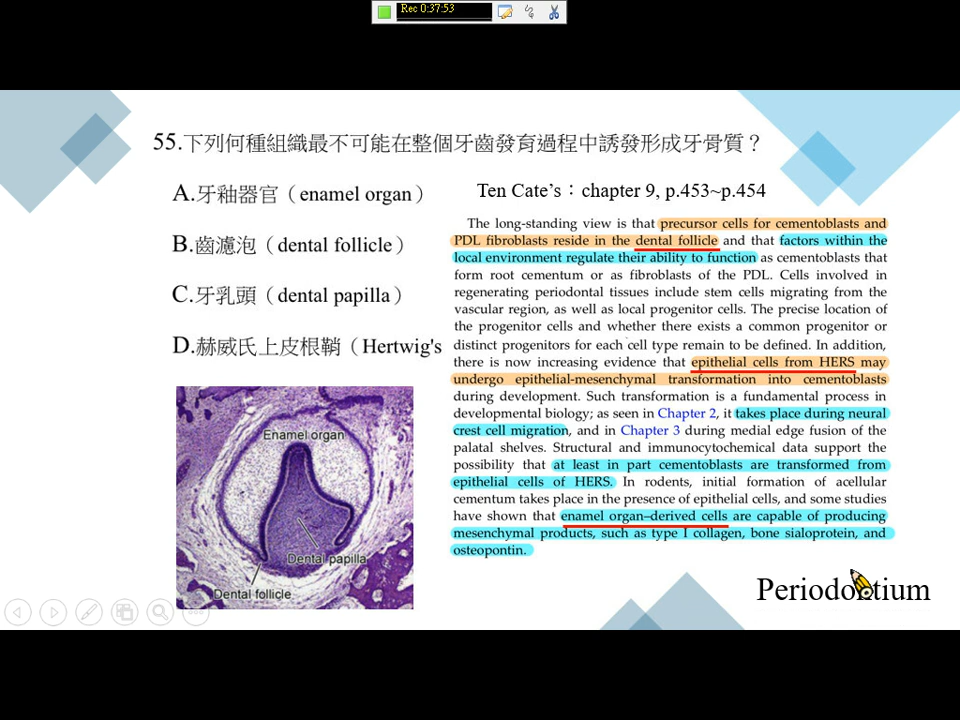 Rec 0:37:53
55.下列何種組織最不可能在整個牙齒發育過程中誘發形成牙骨質？
A.牙釉器官（enamel organ）
B.齒濾泡（dental follicle）
C.牙乳頭（dental papilla）
D.赫威氏上皮根鞘（Hertwig's
Enamel organ
Dental papilla
Dental follicle
Ten Cate’s：chapter 9, p.453~p.454
The long-standing view is that precursor cells for cementoblasts and
PDL fibroblasts reside in the dental follicle and that factors within the
local environment regulate their ability to function as cementoblasts that
form root cementum or as fibroblasts of the PDL. Cells involved in
regenerating periodontal tissues include stem cells migrating from the
vascular region, as well as local progenitor cells. The precise location of
the progenitor cells and whether there exists a common progenitor or
distinct progenitors for each cell type remain to be defined. In addition,
there is now increasing evidence that epithelial cells from HERS may
undergo epithelial-mesenchymal transformation into cementoblasts
during development. Such transformation is a fundamental process in
developmental biology; as seen in Chapter 2, it takes place during neural
crest cell migration, and in Chapter 3 during medial edge fusion of the
palatal shelves. Structural and immunocytochemical data support the
possibility that at least in part cementoblasts are transformed from
epithelial cells of HERS. In rodents, initial formation of acellular
cementum takes place in the presence of epithelial cells, and some studies
have shown that enamel organ–derived cells are capable of producing
mesenchymal products, such as type I collagen, bone sialoprotein, and
osteopontin.
Periodontium